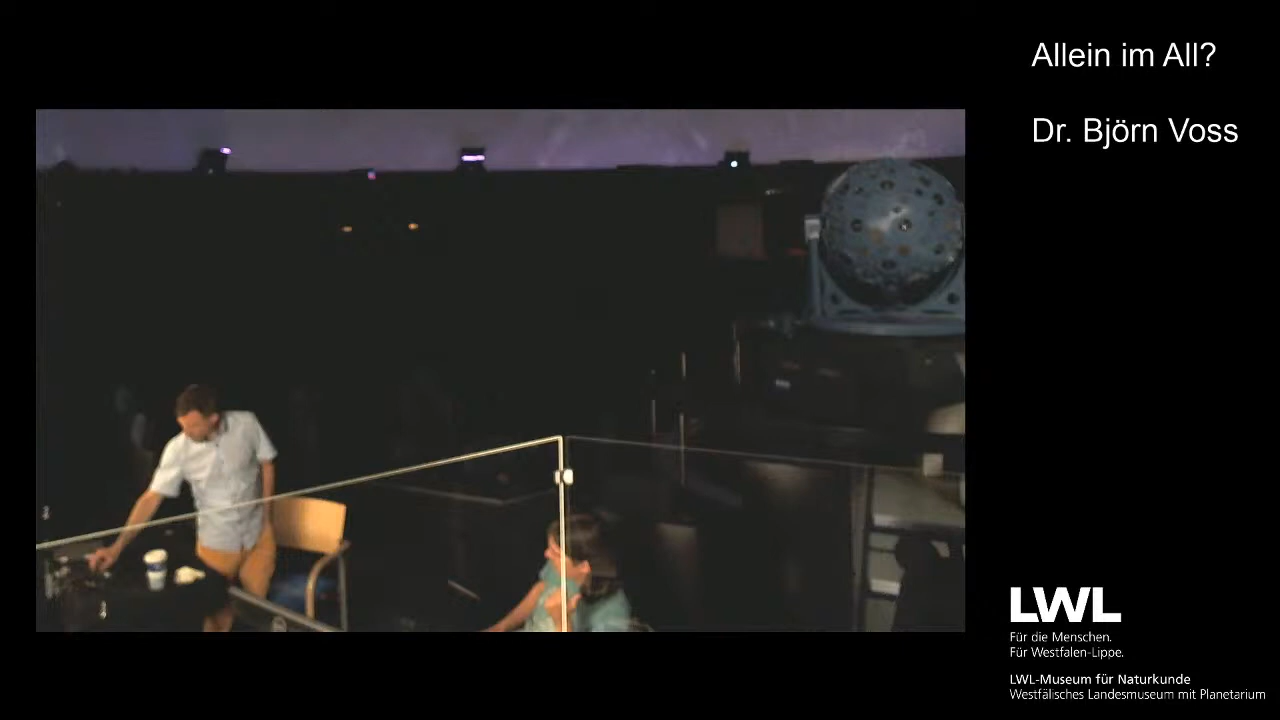 Allein im All?
Dr. Björn Voss
LWL
Für die Menschen.
Für Westfalen-Lippe.
LWL-Museum für Naturkunde
Westfälisches Landesmuseum mit Planetarium